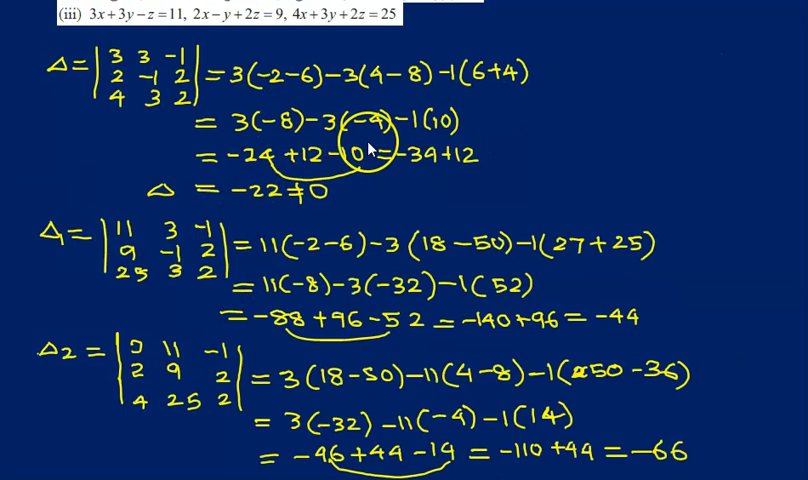 (iii) 3x+3y−z=11, 2x−y+2z=9, 4x+3y+2z=25
Δ = | 3 3 -1 | = 3(-2-6)-3(4-8)-1(6+4)
| 2 -1 2 |
| 4 3 2 |
= 3(-8)-3(-4)-1(10)
= -24+12-10 = -34+12
Δ = -22≠0
Δ1 = | 11 3 -1 | = 11(-2-6)-3(18-50)-1(27+25)
| 9 -1 2 |
| 25 3 2 |
= 11(-8)-3(-32)-1(52)
= -88+96-52 = -140+96 = -44
Δ2 = | 3 11 -1 | = 3(18-50)-11(4-8)-1(50-36)
| 2 9 2 |
| 4 25 2 |
= 3(-32)-11(-4)-1(14)
= -96+44-14 = -110+44 = -66